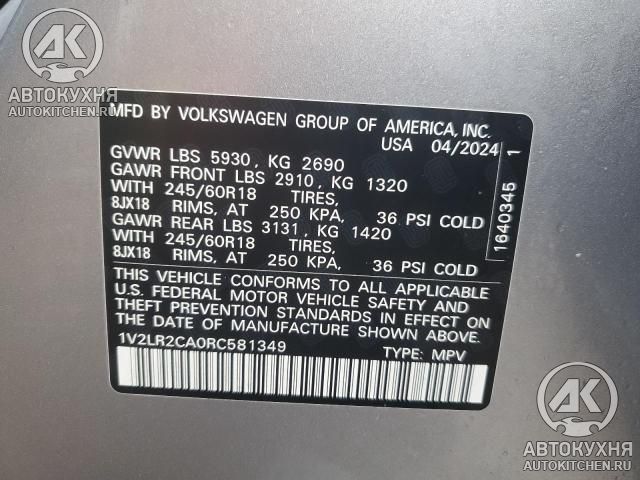 AK
АВТОКУХНЯ
AUTOKITCHEN.RU
MFD BY VOLKSWAGEN GROUP OF AMERICA, INC.
USA 04/2024
GVWR LBS 5930, KG 2690
GAWR FRONT LBS 2910, KG 1320
WITH 245/60R18 TIRES,
8JX18 RIMS, AT 250 KPA, 36 PSI COLD
GAWR REAR LBS 3131, KG 1420
WITH 245/60R18 TIRES,
8JX18 RIMS, AT 250 KPA, 36 PSI COLD
THIS VEHICLE CONFORMS TO ALL APPLICABLE
U.S. FEDERAL MOTOR VEHICLE SAFETY AND
THEFT PREVENTION STANDARDS IN EFFECT ON
THE DATE OF MANUFACTURE SHOWN ABOVE.
1V2LR2CA0RC581349 TYPE: MPV
1640345 1
AK
АВТОКУХНЯ
AUTOKITCHEN.RU